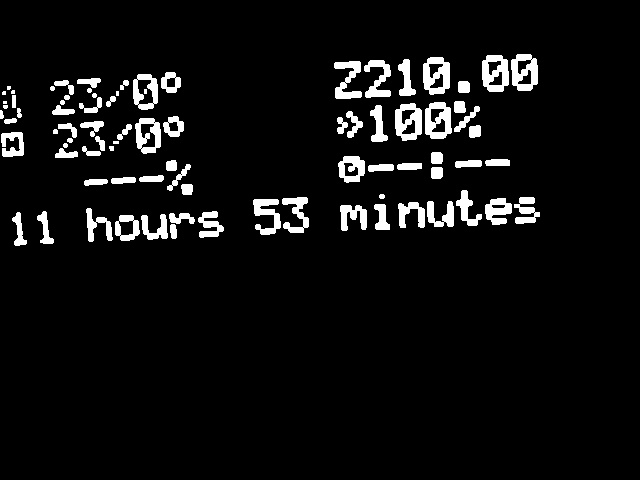 23/0° Z210.00
23/0° »100%
---% --:--
11 hours 53 minutes